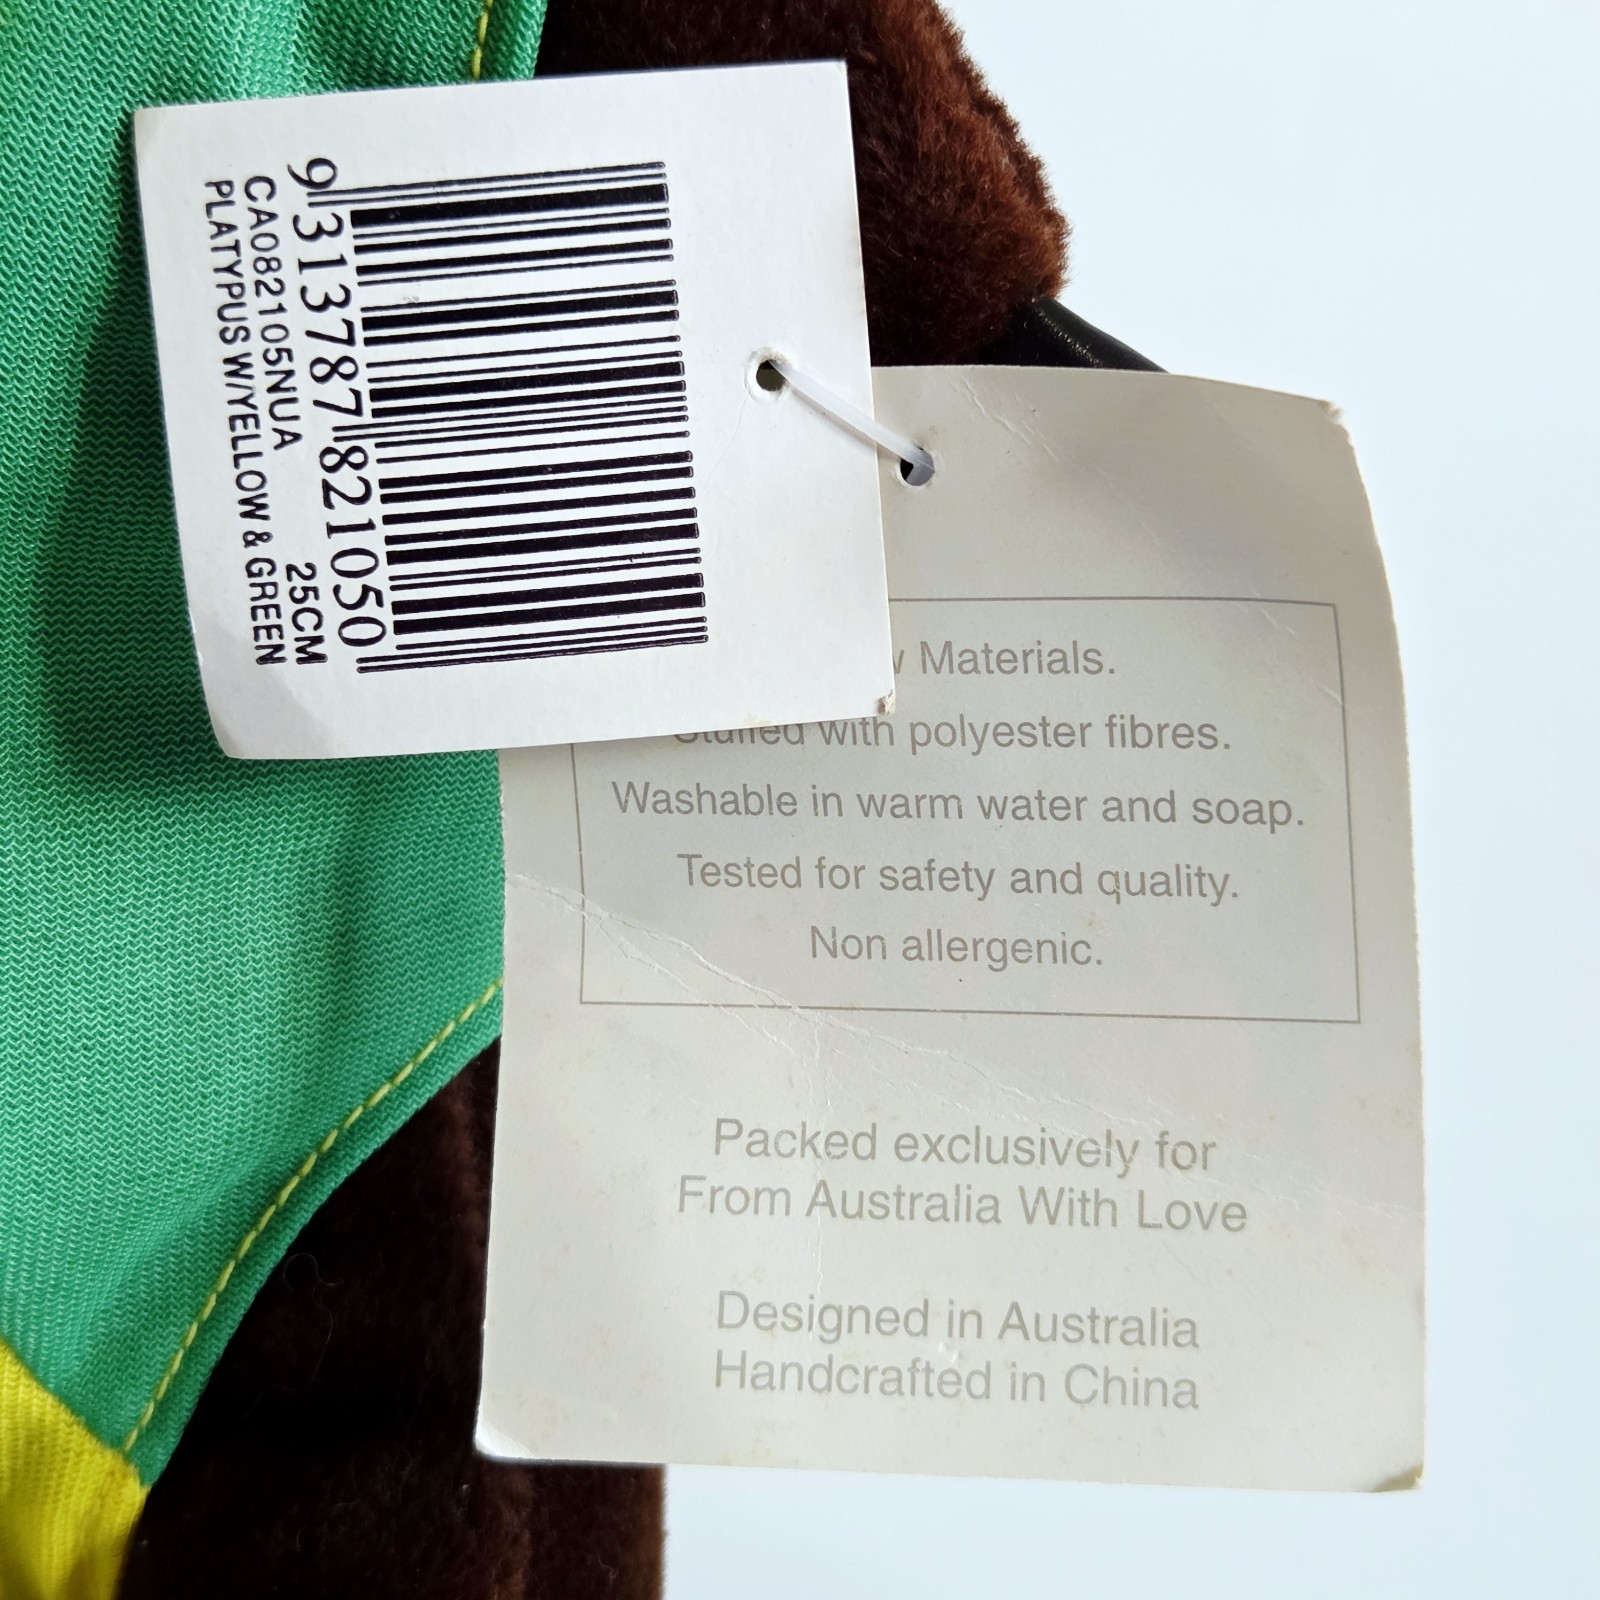 9 313787 821050
CA082105NUA 25CM
PLATYPUS W/YELLOW & GREEN
Materials.
Stuffed with polyester fibres.
Washable in warm water and soap.
Tested for safety and quality.
Non allergenic.
Packed exclusively for
From Australia With Love
Designed in Australia
Handcrafted in China